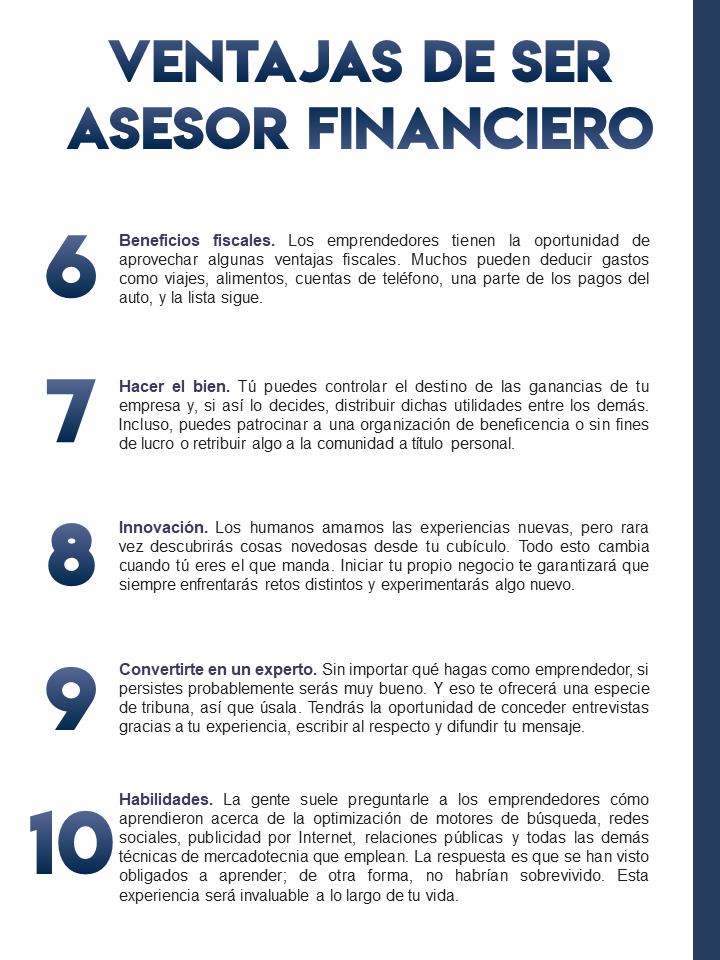 VENTAJAS DE SER
ASESOR FINANCIERO
6
Beneficios fiscales. Los emprendedores tienen la oportunidad de
aprovechar algunas ventajas fiscales. Muchos pueden deducir gastos
como viajes, alimentos, cuentas de teléfono, una parte de los pagos del
auto, y la lista sigue.
7
Hacer el bien. Tú puedes controlar el destino de las ganancias de tu
empresa y, si así lo decides, distribuir dichas utilidades entre los demás.
Incluso, puedes patrocinar a una organización de beneficencia o sin fines
de lucro o retribuir algo a la comunidad a título personal.
8
Innovación. Los humanos amamos las experiencias nuevas, pero rara
vez descubrirás cosas novedosas desde tu cubículo. Todo esto cambia
cuando tú eres el que manda. Iniciar tu propio negocio te garantizará que
siempre enfrentarás retos distintos y experimentarás algo nuevo.
9
Convertirte en un experto. Sin importar qué hagas como emprendedor, si
persistes probablemente serás muy bueno. Y eso te ofrecerá una especie
de tribuna, así que úsala. Tendrás la oportunidad de conceder entrevistas
gracias a tu experiencia, escribir al respecto y difundir tu mensaje.
10
Habilidades. La gente suele preguntarle a los emprendedores cómo
aprendieron acerca de la optimización de motores de búsqueda, redes
sociales, publicidad por Internet, relaciones públicas y todas las demás
técnicas de mercadotecnia que emplean. La respuesta es que se han visto
obligados a aprender; de otra forma, no habrían sobrevivido. Esta
experiencia será invaluable a lo largo de tu vida.